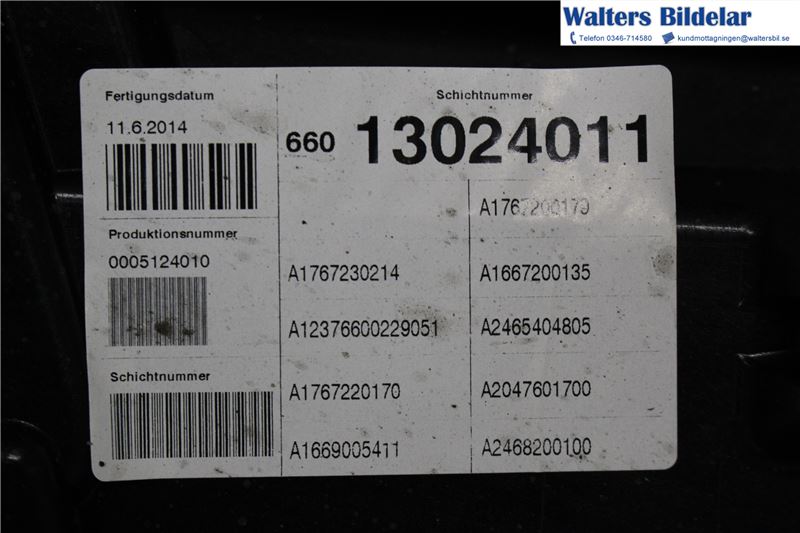 Walters Bildelar
Telefon 0346-714580 kundmottagningen@waltersbil.se
Fertigungsdatum
11.6.2014
Schichtnummer
660 13024011
Produktionsnummer
0005124010
Schichtnummer
A1767230214
A12376600229051
A1767220170
A1669005411
A1767200179
A1667200135
A2465404805
A2047601700
A2468200100